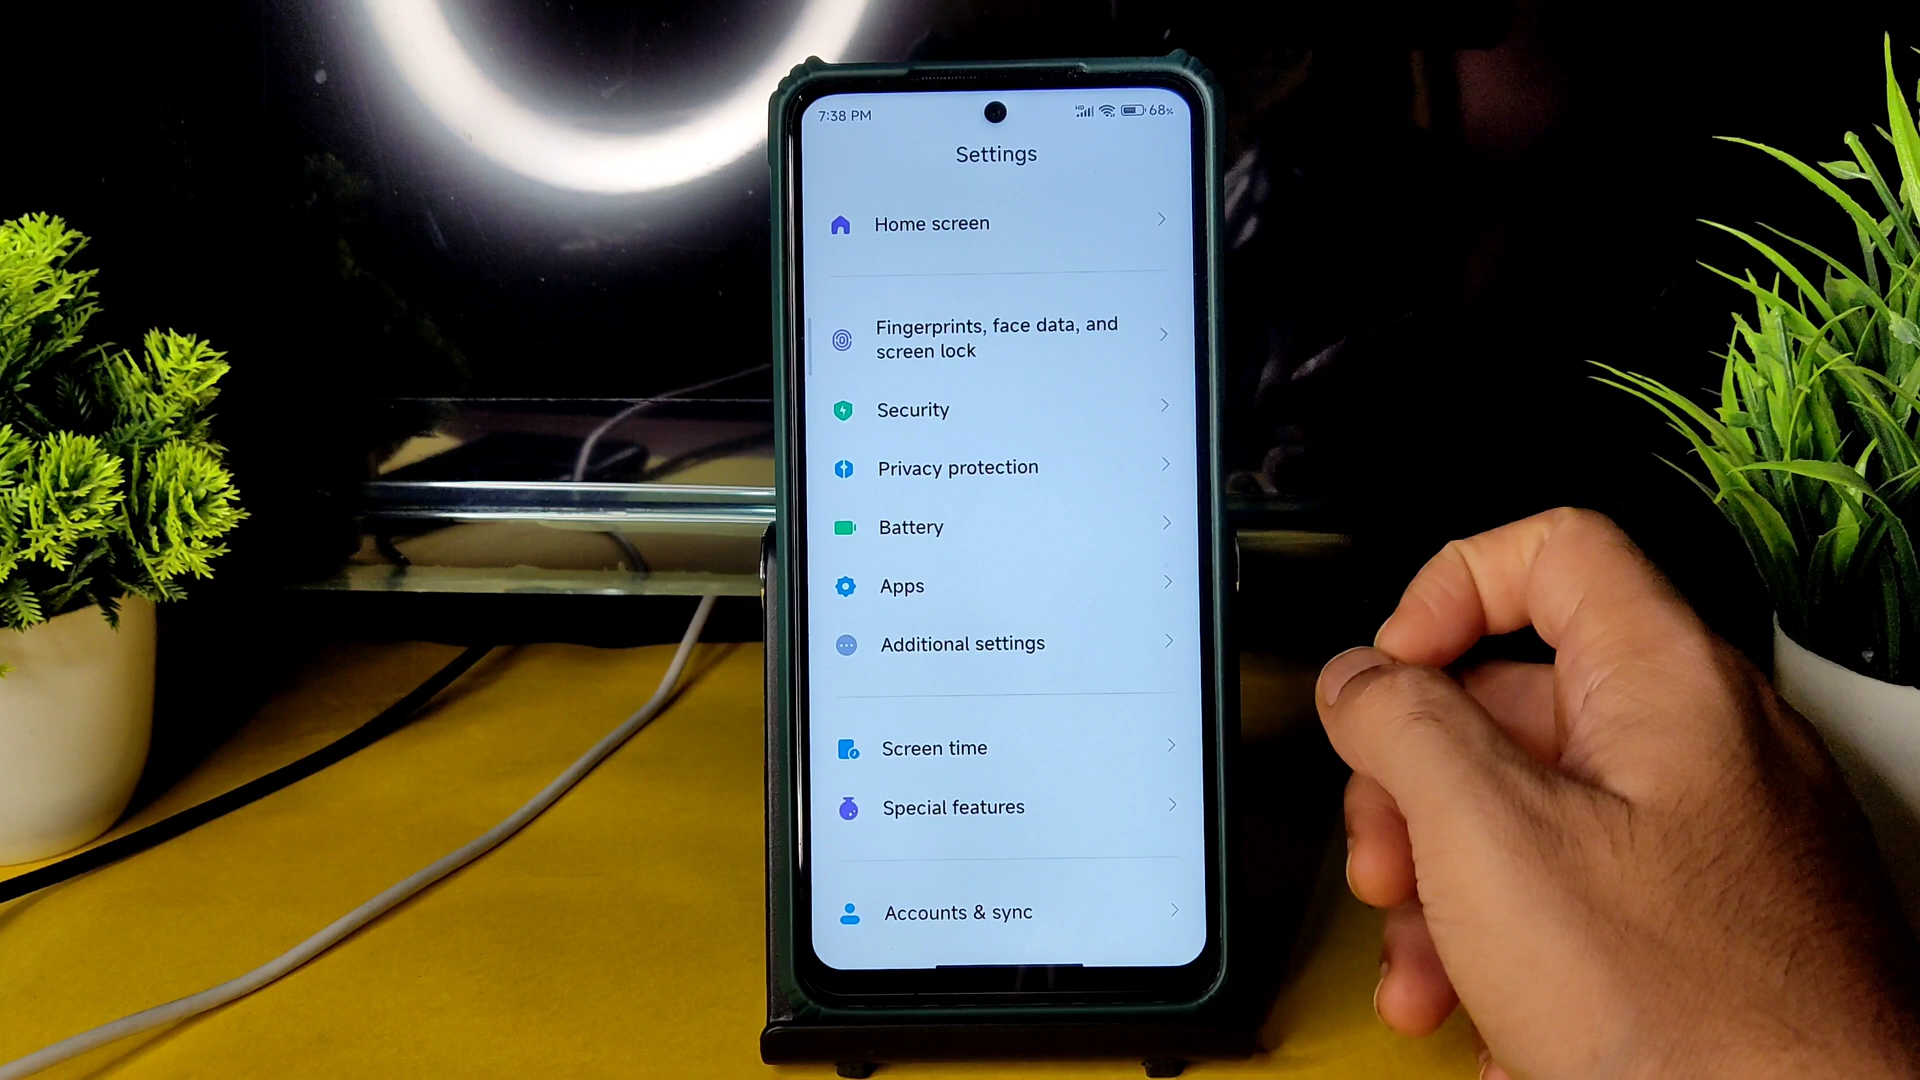 7:38 PM
HD
68%
Settings
Home screen
Fingerprints, face data, and
screen lock
Security
Privacy protection
Battery
Apps
Additional settings
Screen time
Special features
Accounts & sync